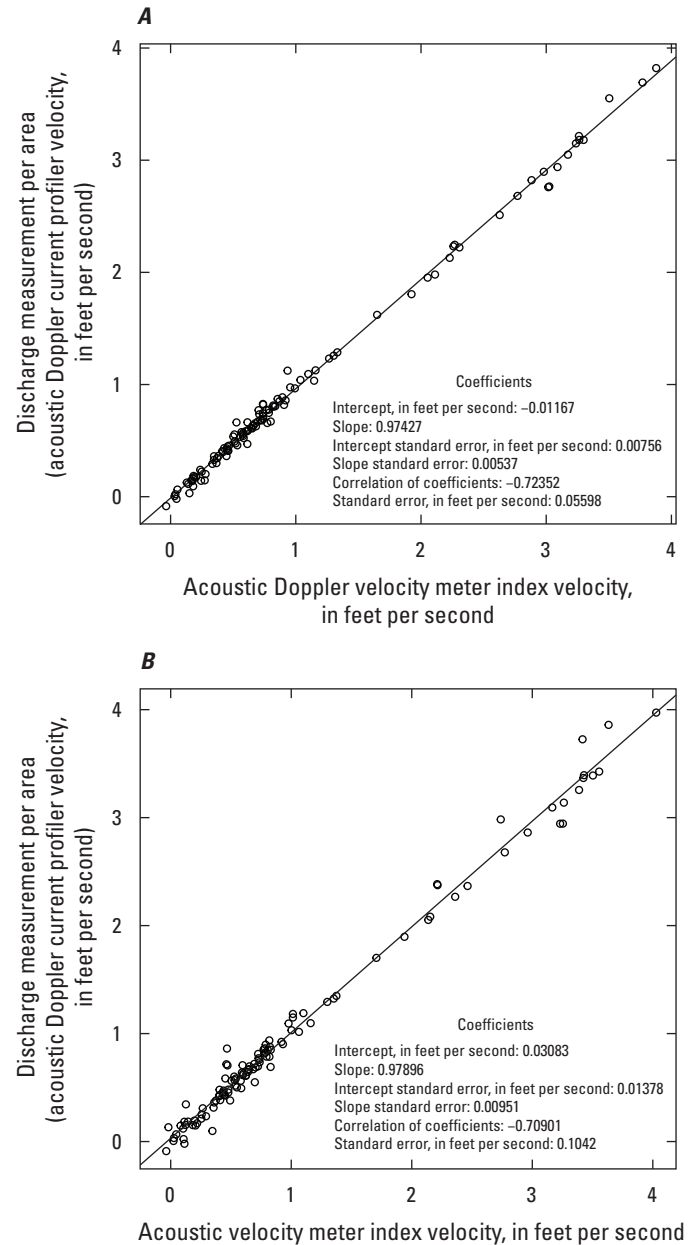 A
Discharge measurement per area
(acoustic Doppler current profiler velocity,
in feet per second)
4
3
2
1
0
Coefficients
Intercept, in feet per second: −0.01167
Slope: 0.97427
Intercept standard error, in feet per second: 0.00756
Slope standard error: 0.00537
Correlation of coefficients: −0.72352
Standard error, in feet per second: 0.05598
0 1 2 3 4
Acoustic Doppler velocity meter index velocity,
in feet per second
B
Discharge measurement per area
(acoustic Doppler current profiler velocity,
in feet per second)
4
3
2
1
0
Coefficients
Intercept, in feet per second: 0.03083
Slope: 0.97896
Intercept standard error, in feet per second: 0.01378
Slope standard error: 0.00951
Correlation of coefficients: −0.70901
Standard error, in feet per second: 0.1042
0 1 2 3 4
Acoustic velocity meter index velocity, in feet per second